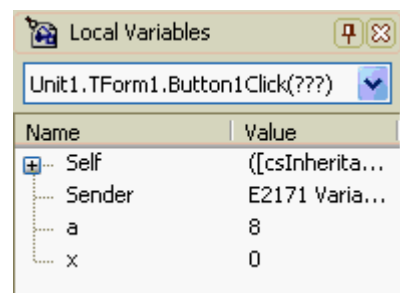 Local Variables
Unit1.TForm1.Button1Click(???)
Name Value
Self ([csInherita...
Sender E2171 Varia...
a 8
x 0